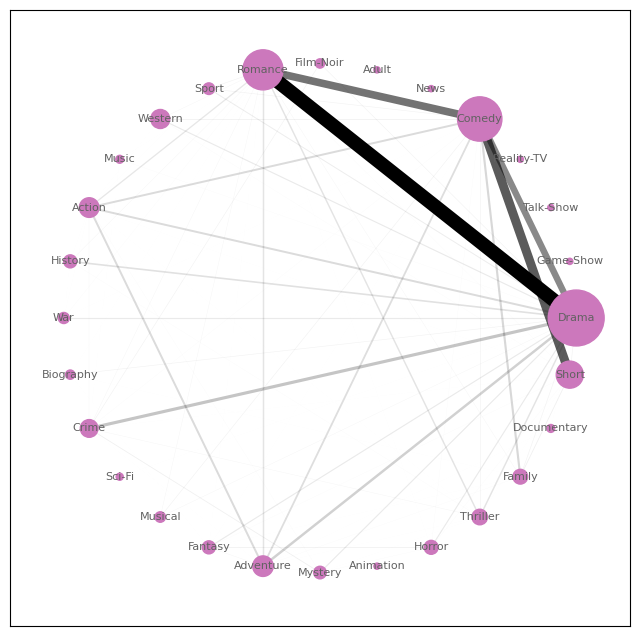 Film-Noir
Romance
Adult
Sport
News
Western
Comedy
Music
Reality-TV
Action
Talk-Show
History
Game-Show
War
Drama
Biography
Short
Crime
Documentary
Sci-Fi
Family
Musical
Thriller
Fantasy
Horror
Adventure
Animation
Mystery